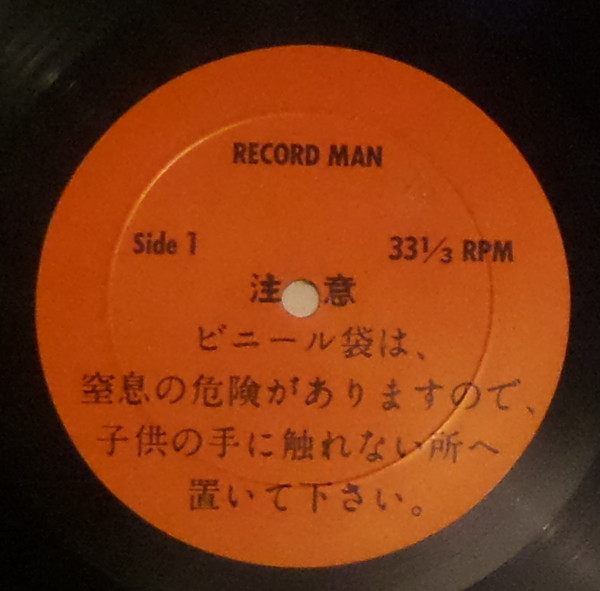 RECORD MAN
Side 1 33⅓ RPM
注意
ビニール袋は、
窒息の危険がありますので、
子供の手に触れない所へ
置いて下さい。